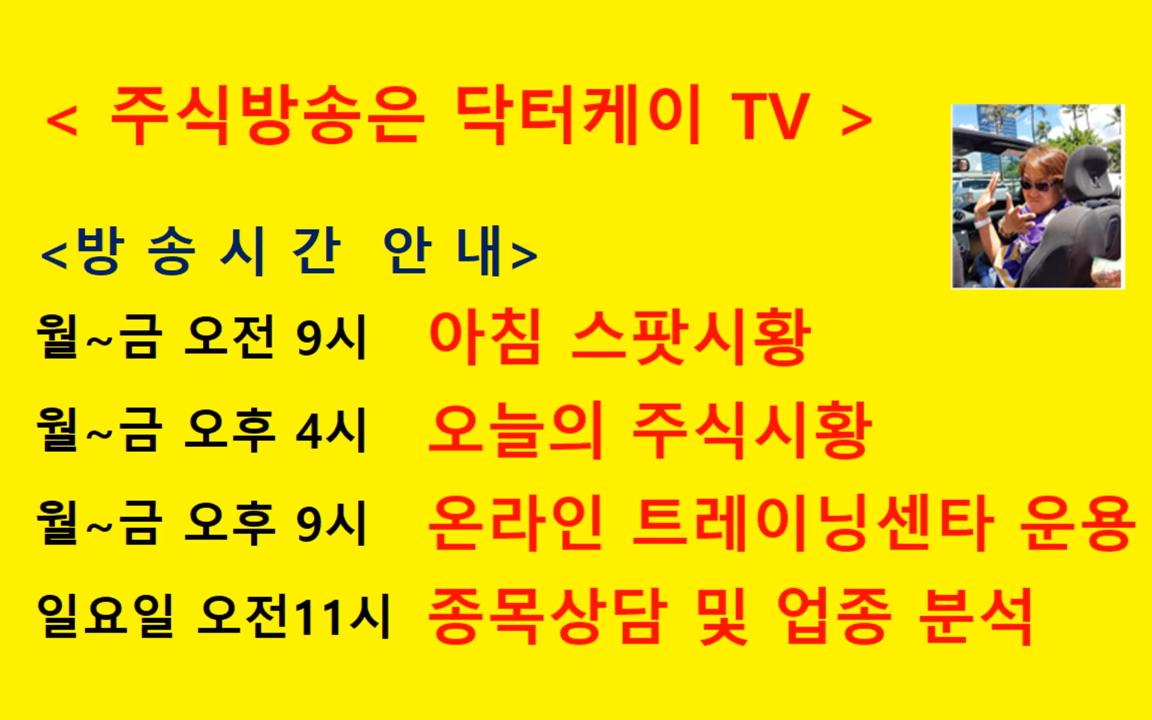 < 주식방송은 닥터케이 TV >
<방 송 시 간 안 내>
월~금 오전 9시 아침 스팟시황
월~금 오후 4시 오늘의 주식시황
월~금 오후 9시 온라인 트레이닝센타 운용
일요일 오전11시 종목상담 및 업종 분석